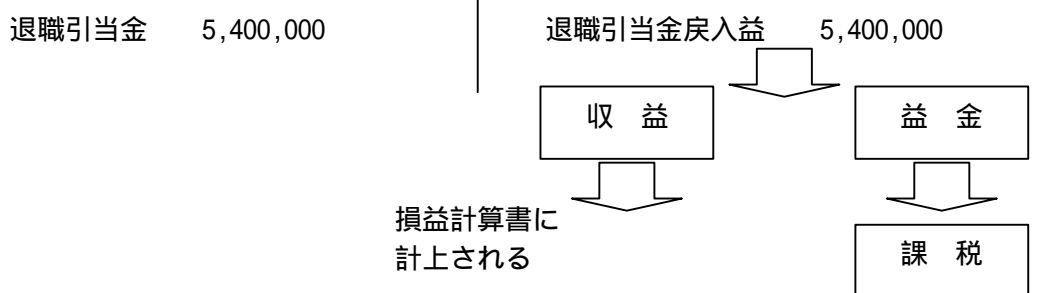 退職引当金　5,400,000　退職引当金戻入益　5,400,000
収　益　益　金
損益計算書に
計上される
課　税